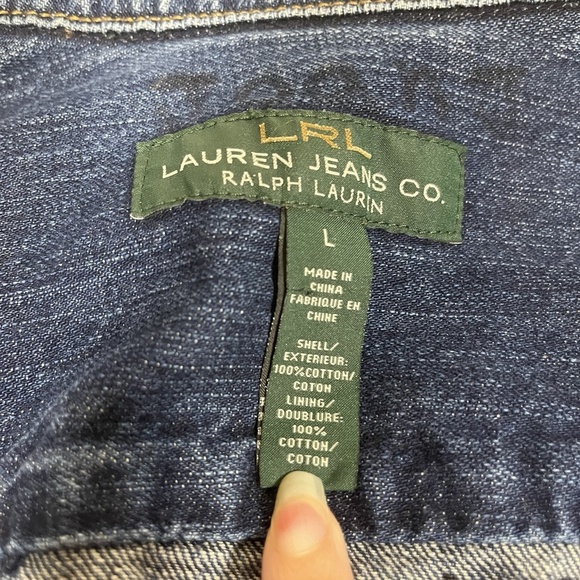 LRL
LAUREN JEANS CO.
RALPH LAUREN
L
MADE IN
CHINA
FABRIQUE EN
CHINE
SHELL/
EXTERIEUR:
100%COTTON/
COTON
LINING/
DOUBLURE:
100%
COTTON/
COTON